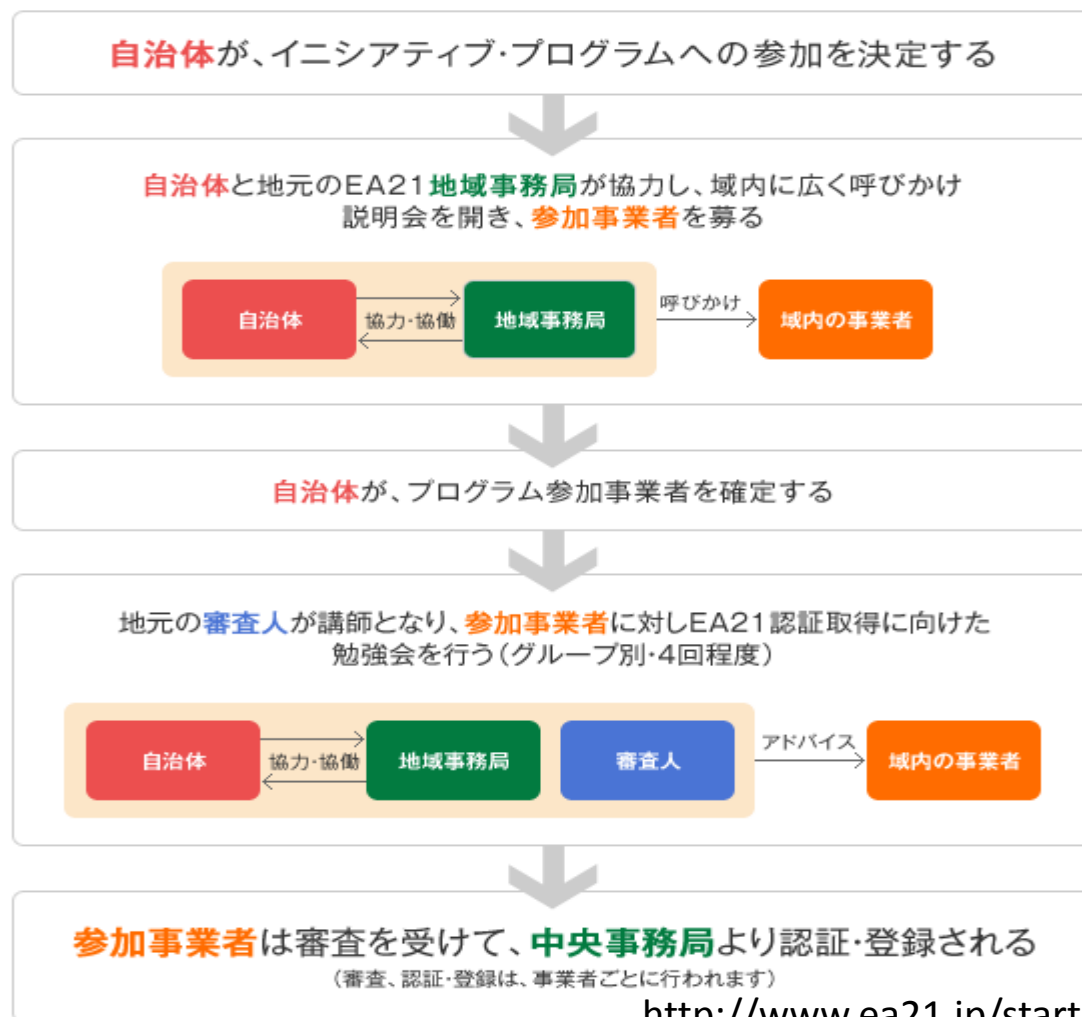 自治体が、イニシアティブ・プログラムへの参加を決定する
自治体と地元のEA21地域事務局が協力し、域内に広く呼びかけ
説明会を開き、参加事業者を募る
自治体
協力・協働
地域事務局
呼びかけ
域内の事業者
自治体が、プログラム参加事業者を確定する
地元の審査人が講師となり、参加事業者に対しEA21認証取得に向けた
勉強会を行う(グループ別・4回程度)
自治体
協力・協働
地域事務局
審査人
アドバイス
域内の事業者
参加事業者は審査を受けて、中央事務局より認証・登録される
(審査、認証・登録は、事業者ごとに行われます)
http://www.ea21.jp/start